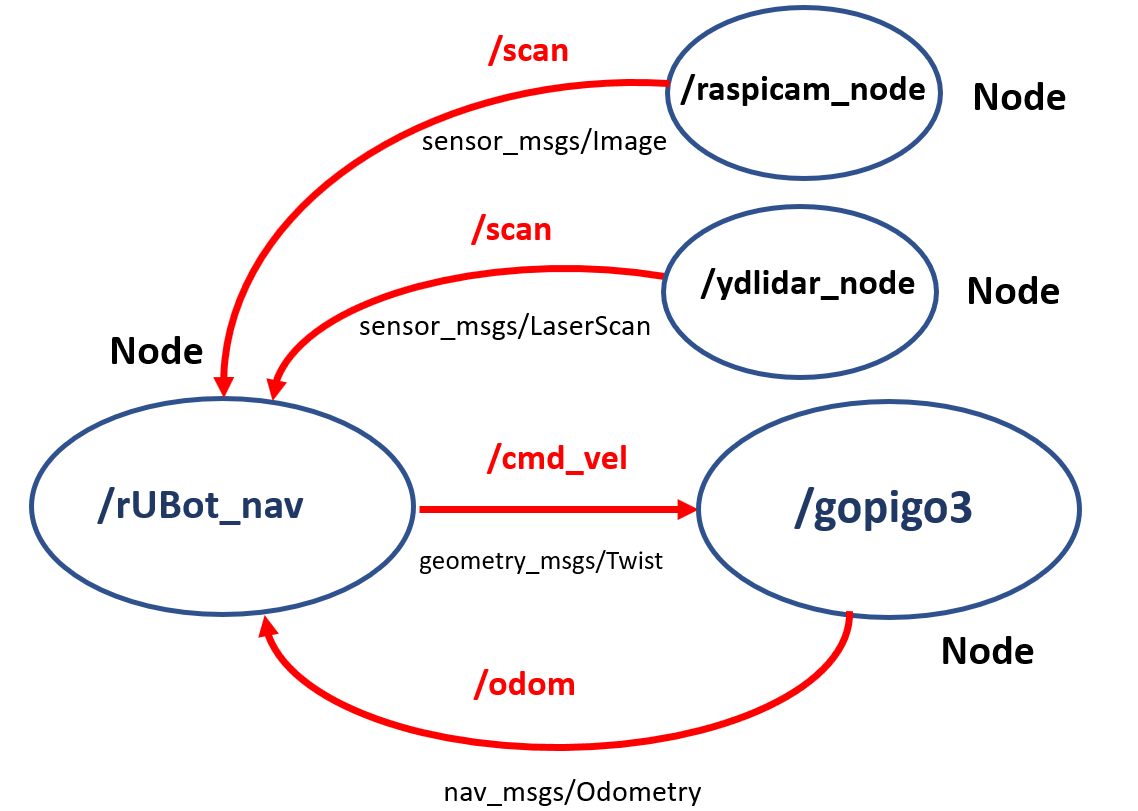 /scan
/raspicam_node
Node
sensor_msgs/Image
/scan
/ydlidar_node
Node
sensor_msgs/LaserScan
Node
/cmd_vel
/rUBot_nav
/gopigo3
geometry_msgs/Twist
Node
/odom
nav_msgs/Odometry